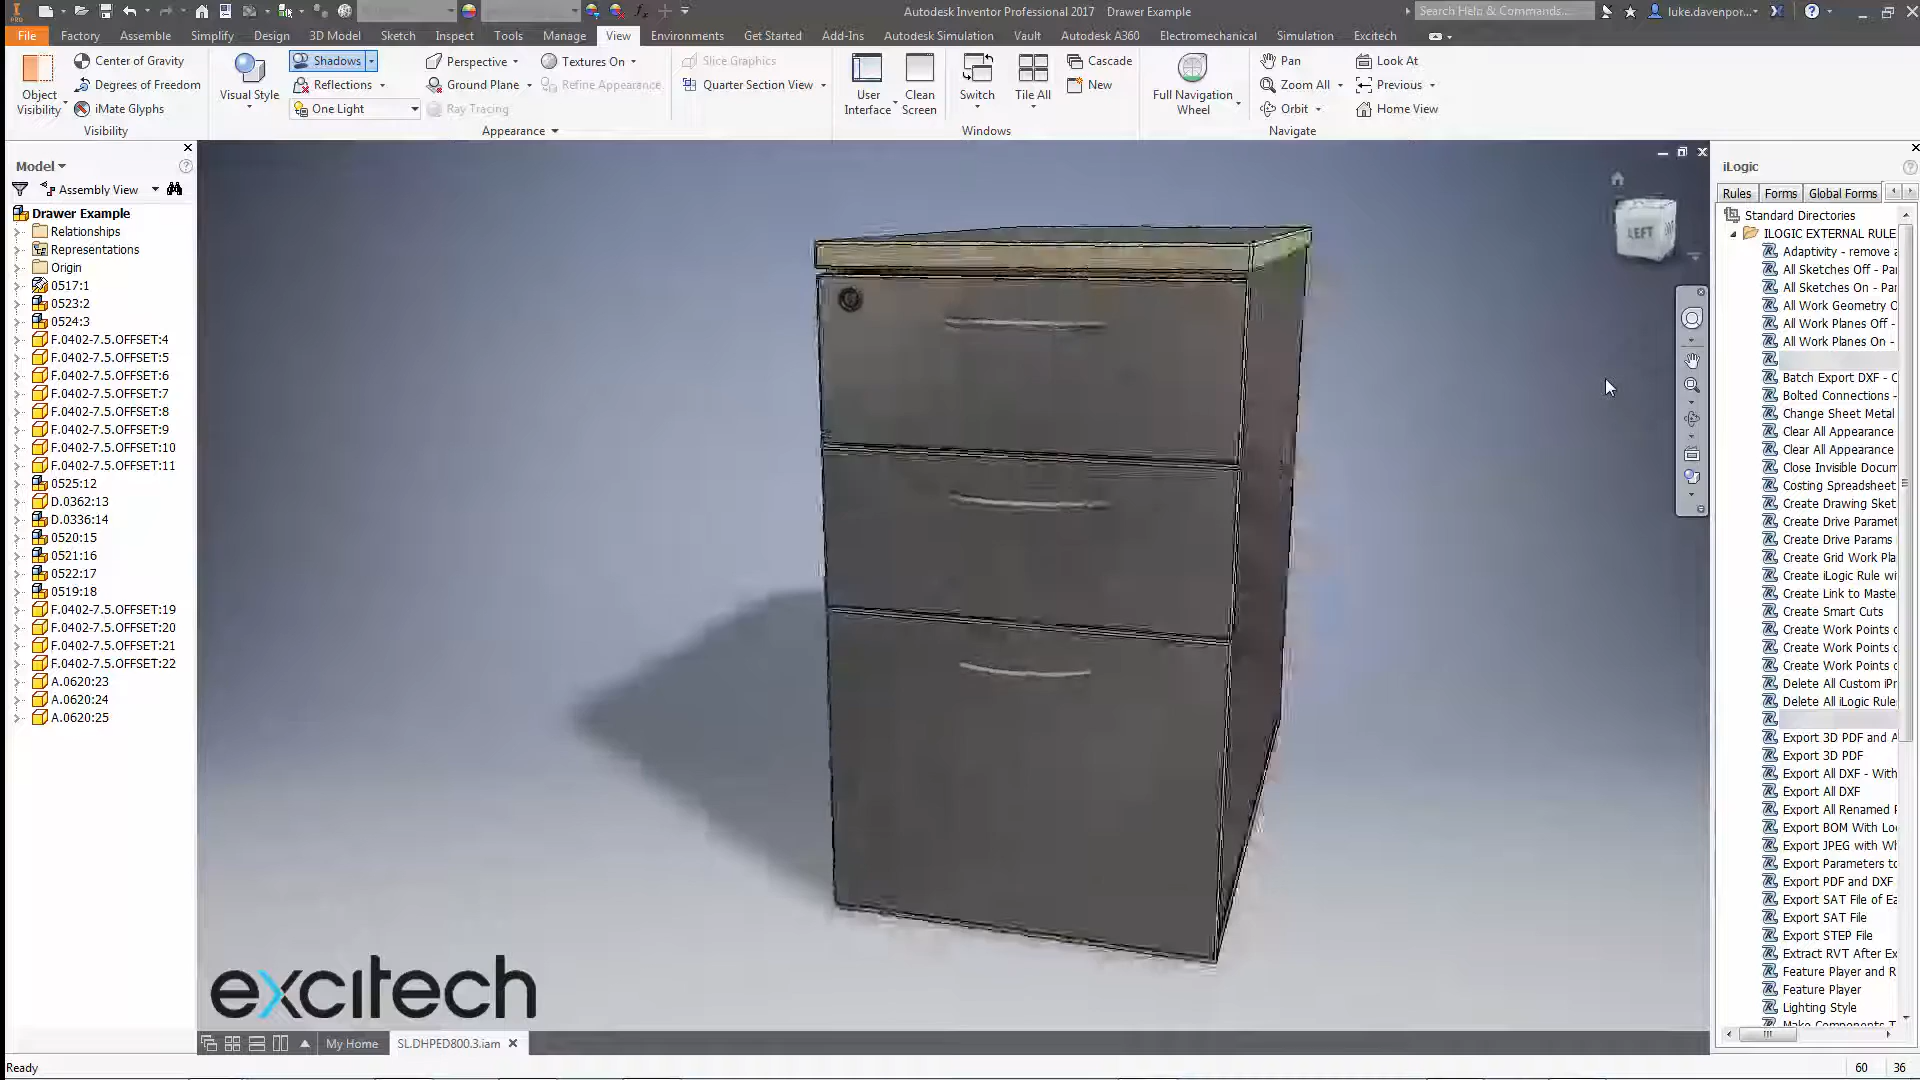 Autodesk Inventor Professional 2017 Drawer Example
Search Help & Commands...
luke.davenpor...
File Factory Assemble Simplify Design 3D Model Sketch Inspect Tools Manage View Environments Get Started Add-Ins Autodesk Simulation Vault Autodesk A360 Electromechanical Simulation Excitech
Object Visibility
Center of Gravity
Degrees of Freedom
iMate Glyphs
Visibility
Visual Style
Shadows
Reflections
One Light
Perspective
Ground Plane
Ray Tracing
Textures On
Refine Appearance
Appearance
Slice Graphics
Quarter Section View
User Interface
Clean Screen
Switch
Tile All
Cascade
New
Windows
Full Navigation Wheel
Pan
Zoom All
Orbit
Look At
Previous
Home View
Navigate
Model
Assembly View
Drawer Example
Relationships
Representations
Origin
0517:1
0523:2
0524:3
F.0402-7.5.OFFSET:4
F.0402-7.5.OFFSET:5
F.0402-7.5.OFFSET:6
F.0402-7.5.OFFSET:7
F.0402-7.5.OFFSET:8
F.0402-7.5.OFFSET:9
F.0402-7.5.OFFSET:10
F.0402-7.5.OFFSET:11
0525:12
D.0362:13
D.0336:14
0520:15
0521:16
0522:17
0519:18
F.0402-7.5.OFFSET:19
F.0402-7.5.OFFSET:20
F.0402-7.5.OFFSET:21
F.0402-7.5.OFFSET:22
A.0620:23
A.0620:24
A.0620:25
LEFT
excitech
iLogic
Rules Forms Global Forms
Standard Directories
ILOGIC EXTERNAL RULE
Adaptivity - remove a
All Sketches Off - Par
All Sketches On - Par
All Work Geometry O
All Work Planes Off -
All Work Planes On -
Batch Export DXF - C
Bolted Connections -
Change Sheet Metal
Clear All Appearance
Clear All Appearance
Close Invisible Docum
Costing Spreadsheet
Create Drawing Sket
Create Drive Paramet
Create Drive Params
Create Grid Work Pla
Create iLogic Rule wi
Create Link to Maste
Create Smart Cuts
Create Work Points o
Create Work Points o
Create Work Points o
Delete All Custom iPr
Delete All iLogic Rule
Export 3D PDF and A
Export 3D PDF
Export All DXF - With
Export All DXF
Export All Renamed P
Export BOM With Loc
Export JPEG with Wh
Export Parameters to
Export PDF and DXF
Export SAT File of Ea
Export SAT File
Export STEP File
Extract RVT After Ex
Feature Player and R
Feature Player
Lighting Style
Make Components T
My Home
SL.DHPED800.3.iam
Ready
60 36